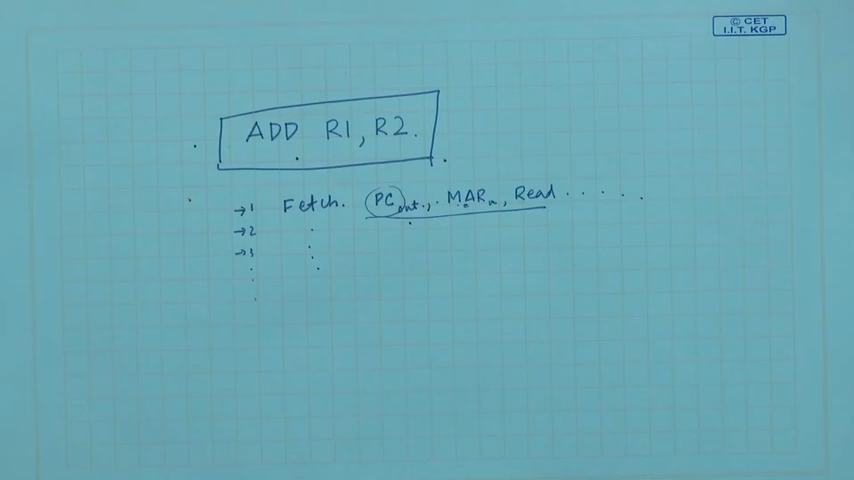 © CET
I.I.T. KGP
ADD R1, R2.
→1 Fetch. PCout, MARin, Read . . . . .
→2
→3